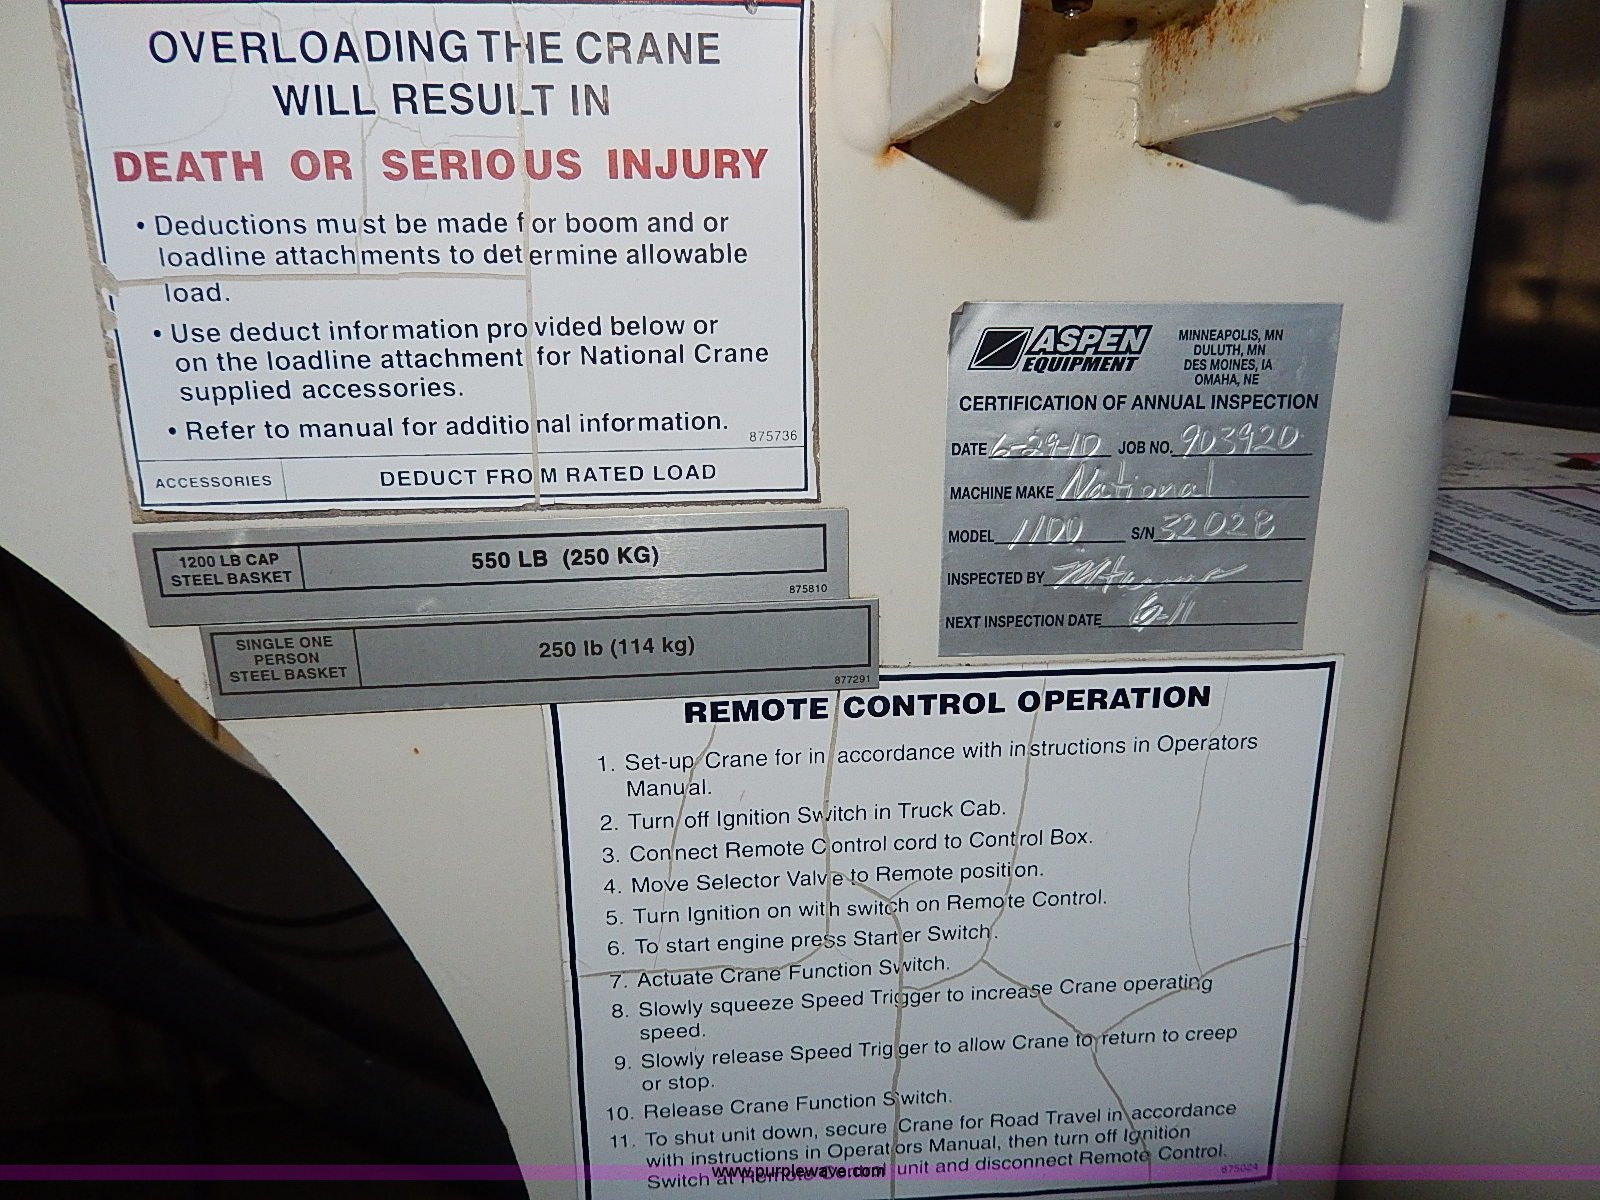 OVERLOADING THE CRANE
WILL RESULT IN
DEATH OR SERIOUS INJURY
• Deductions must be made for boom and or
loadline attachments to determine allowable
load.
• Use deduct information provided below or
on the loadline attachment for National Crane
supplied accessories.
• Refer to manual for additional information.
875736
ACCESSORIES DEDUCT FROM RATED LOAD
1200 LB CAP
STEEL BASKET
550 LB (250 KG)
875810
SINGLE ONE
PERSON
STEEL BASKET
250 lb (114 kg)
877291
ASPEN
EQUIPMENT
MINNEAPOLIS, MN
DULUTH, MN
DES MOINES, IA
OMAHA, NE
CERTIFICATION OF ANNUAL INSPECTION
DATE 6-29-10 JOB NO. 903920
MACHINE MAKE National
MODEL 1100 S/N 32028
INSPECTED BY
NEXT INSPECTION DATE 6-11
REMOTE CONTROL OPERATION
1. Set-up Crane for in accordance with instructions in Operators
Manual.
2. Turn off Ignition Switch in Truck Cab.
3. Connect Remote Control cord to Control Box.
4. Move Selector Valve to Remote position.
5. Turn Ignition on with switch on Remote Control.
6. To start engine press Starter Switch.
7. Actuate Crane Function Switch.
8. Slowly squeeze Speed Trigger to increase Crane operating
speed.
9. Slowly release Speed Trigger to allow Crane to return to creep
or stop.
10. Release Crane Function Switch.
11. To shut unit down, secure Crane for Road Travel in accordance
with instructions in Operators Manual, then turn off Ignition
Switch at Remote Control unit and disconnect Remote Control.
875024
www.purplewave.com